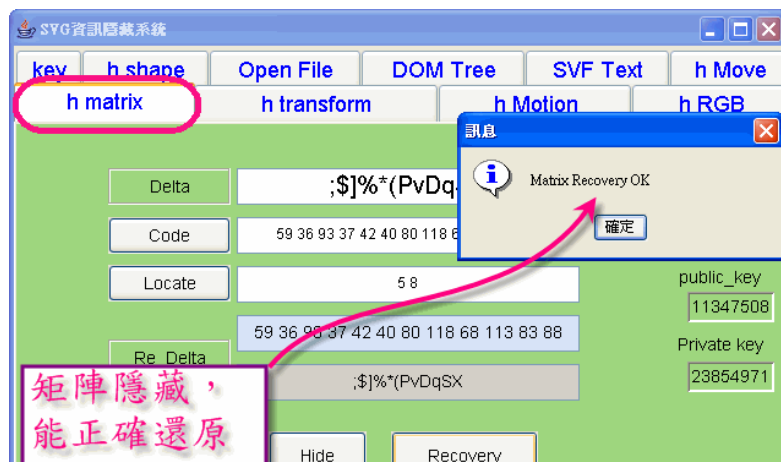 SVG資訊隱藏系統
key h shape Open File DOM Tree SVF Text h Move
h matrix h transform h Motion h RGB
訊息
Matrix Recovery OK
確定
Delta ;$]%*(PvDq
Code 59 36 93 37 42 40 80 118 6
Locate 5 8
public_key
11347508
59 36 93 37 42 40 80 118 68 113 83 88
Private key
Re_Delta
;$]%*(PvDqSX
23854971
矩陣隱藏，
能正確還原
Hide Recovery